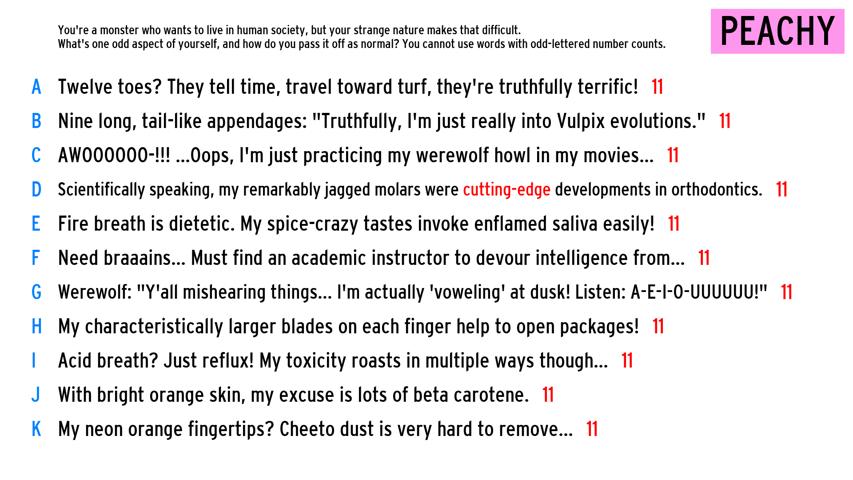 You're a monster who wants to live in human society, but your strange nature makes that difficult.
What's one odd aspect of yourself, and how do you pass it off as normal? You cannot use words with odd-lettered number counts.
PEACHY
A Twelve toes? They tell time, travel toward turf, they're truthfully terrific! 11
B Nine long, tail-like appendages: "Truthfully, I'm just really into Vulpix evolutions." 11
C AWOOOOOO-!!! ...Oops, I'm just practicing my werewolf howl in my movies... 11
D Scientifically speaking, my remarkably jagged molars were cutting-edge developments in orthodontics. 11
E Fire breath is dietetic. My spice-crazy tastes invoke enflamed saliva easily! 11
F Need braaains... Must find an academic instructor to devour intelligence from... 11
G Werewolf: "Y'all mishearing things... I'm actually 'voweling' at dusk! Listen: A-E-I-O-UUUUUU!" 11
H My characteristically larger blades on each finger help to open packages! 11
I Acid breath? Just reflux! My toxicity roasts in multiple ways though... 11
J With bright orange skin, my excuse is lots of beta carotene. 11
K My neon orange fingertips? Cheeto dust is very hard to remove... 11